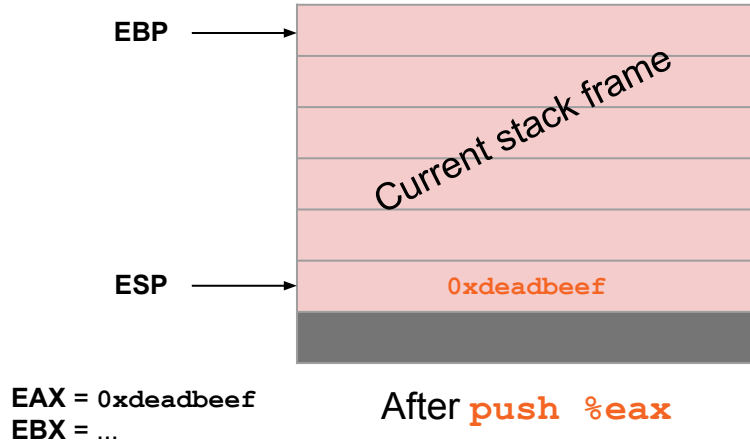 EBP
Current stack frame
ESP
0xdeadbeef
EAX = 0xdeadbeef
EBX = ...
After push %eax